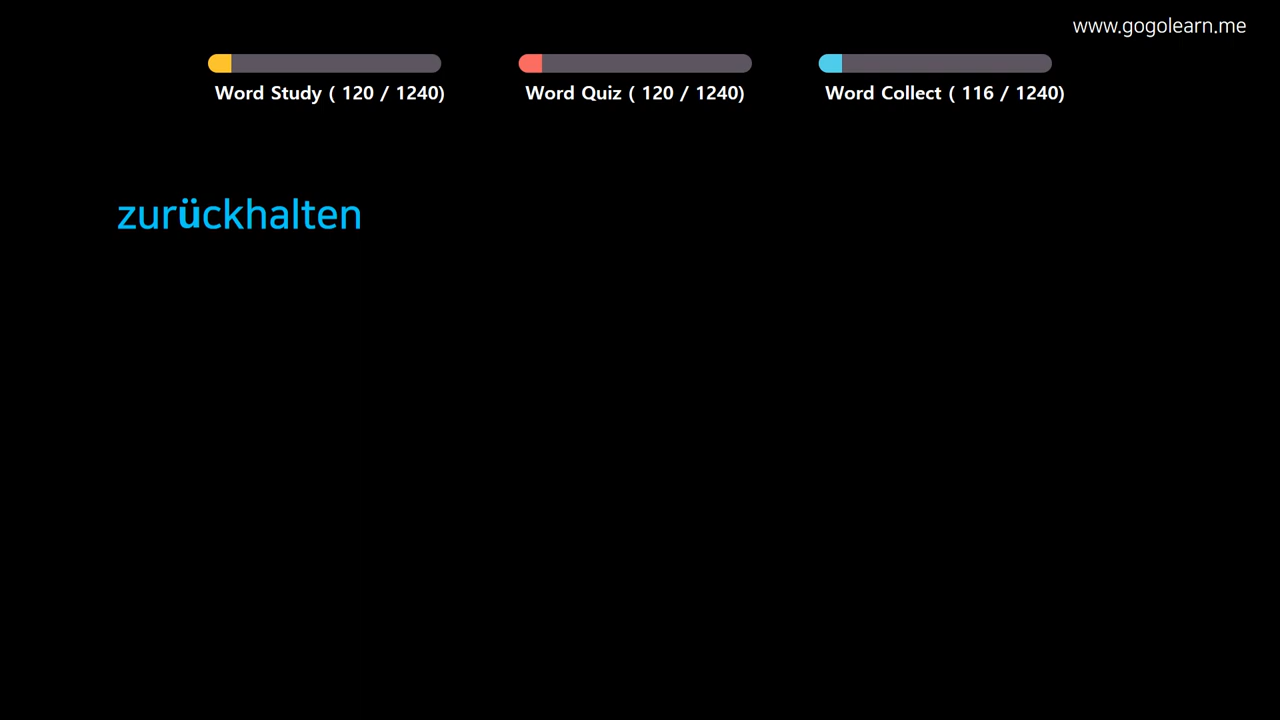 www.gogolearn.me
Word Study ( 120 / 1240)
Word Quiz ( 120 / 1240)
Word Collect ( 116 / 1240)
zurückhalten